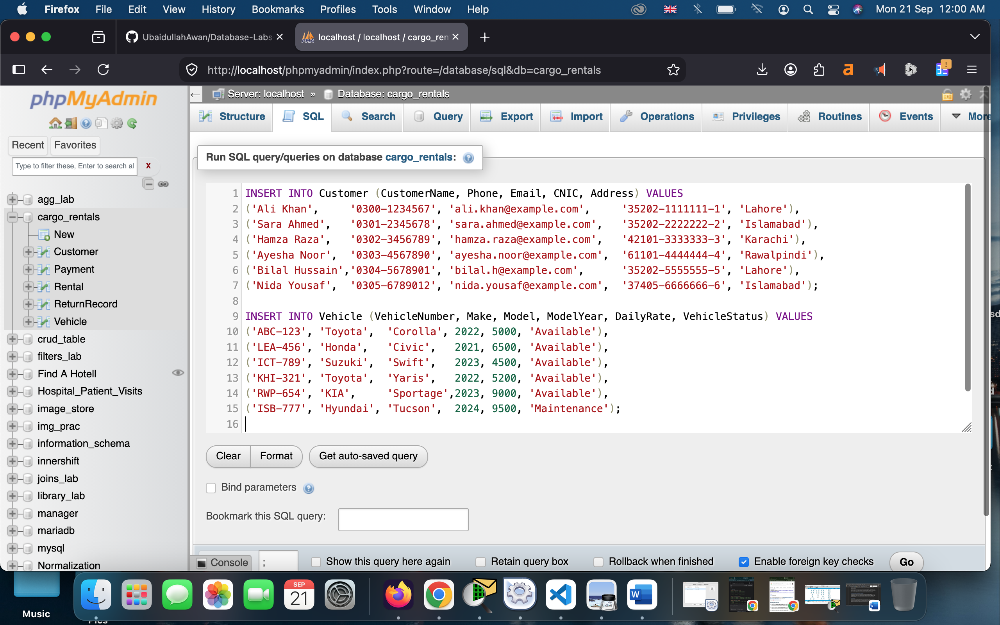 Firefox File Edit View History Bookmarks Profiles Tools Window Help Mon 21 Sep 12:00 AM
UbaidullahAwan/Database-Labs localhost / localhost / cargo_ren
http://localhost/phpmyadmin/index.php?route=/database/sql&db=cargo_rentals
phpMyAdmin
Recent Favorites
Type to filter these, Enter to search al X
agg_lab
cargo_rentals
New
Customer
Payment
Rental
ReturnRecord
Vehicle
crud_table
filters_lab
Find A Hotell
Hospital_Patient_Visits
image_store
img_prac
information_schema
innershift
joins_lab
library_lab
manager
mariadb
mysql
Normalization
Server: localhost » Database: cargo_rentals
Structure SQL Search Query Export Import Operations Privileges Routines Events More
Run SQL query/queries on database cargo_rentals:
1 INSERT INTO Customer (CustomerName, Phone, Email, CNIC, Address) VALUES
2 ('Ali Khan', '0300-1234567', 'ali.khan@example.com', '35202-1111111-1', 'Lahore'),
3 ('Sara Ahmed', '0301-2345678', 'sara.ahmed@example.com', '35202-2222222-2', 'Islamabad'),
4 ('Hamza Raza', '0302-3456789', 'hamza.raza@example.com', '42101-3333333-3', 'Karachi'),
5 ('Ayesha Noor', '0303-4567890', 'ayesha.noor@example.com', '61101-4444444-4', 'Rawalpindi'),
6 ('Bilal Hussain','0304-5678901', 'bilal.h@example.com', '35202-5555555-5', 'Lahore'),
7 ('Nida Yousaf', '0305-6789012', 'nida.yousaf@example.com', '37405-6666666-6', 'Islamabad');
8
9 INSERT INTO Vehicle (VehicleNumber, Make, Model, ModelYear, DailyRate, VehicleStatus) VALUES
10 ('ABC-123', 'Toyota', 'Corolla', 2022, 5000, 'Available'),
11 ('LEA-456', 'Honda', 'Civic', 2021, 6500, 'Available'),
12 ('ICT-789', 'Suzuki', 'Swift', 2023, 4500, 'Available'),
13 ('KHI-321', 'Toyota', 'Yaris', 2022, 5200, 'Available'),
14 ('RWP-654', 'KIA', 'Sportage',2023, 9000, 'Available'),
15 ('ISB-777', 'Hyundai', 'Tucson', 2024, 9500, 'Maintenance');
16
Clear Format Get auto-saved query
Bind parameters
Bookmark this SQL query:
Console ; Show this query here again Retain query box Rollback when finished Enable foreign key checks Go
SEP
21
Music